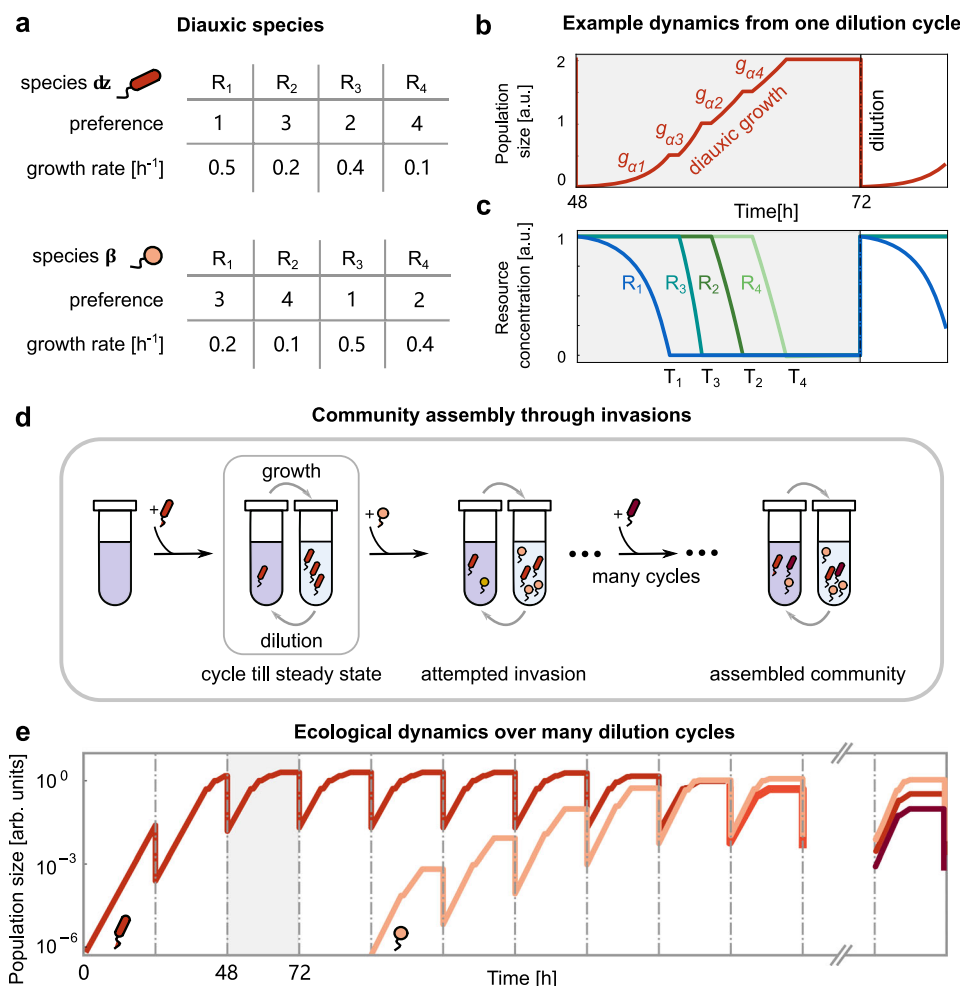 a
Diauxic species
species ǳ
R1 R2 R3 R4
preference 1 3 2 4
growth rate [h-1] 0.5 0.2 0.4 0.1
species β
R1 R2 R3 R4
preference 3 4 1 2
growth rate [h-1] 0.2 0.1 0.5 0.4
b
Example dynamics from one dilution cycle
Population
size [a.u.]
2
1
0
gα1
gα3
gα2
gα4
diauxic growth
dilution
48
72
Time[h]
c
Resource
concentration [a.u.]
1
0
R1
R3
R2
R4
T1 T3 T2 T4
d
Community assembly through invasions
growth
+
+
+
many cycles
dilution
cycle till steady state
attempted invasion
assembled community
e
Ecological dynamics over many dilution cycles
Population size [arb. units]
10^0
10^-3
10^-6
0
48
72
Time [h]